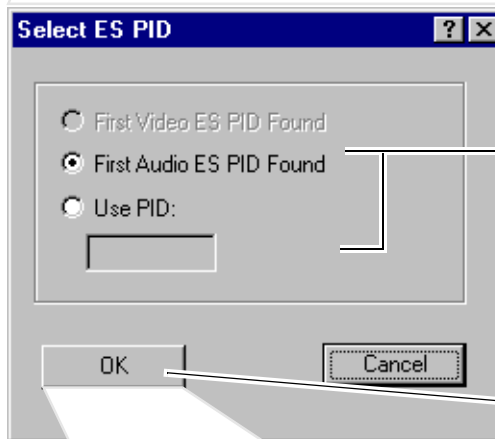 Select ES PID
First Video ES PID Found
First Audio ES PID Found
Use PID:
OK
Cancel